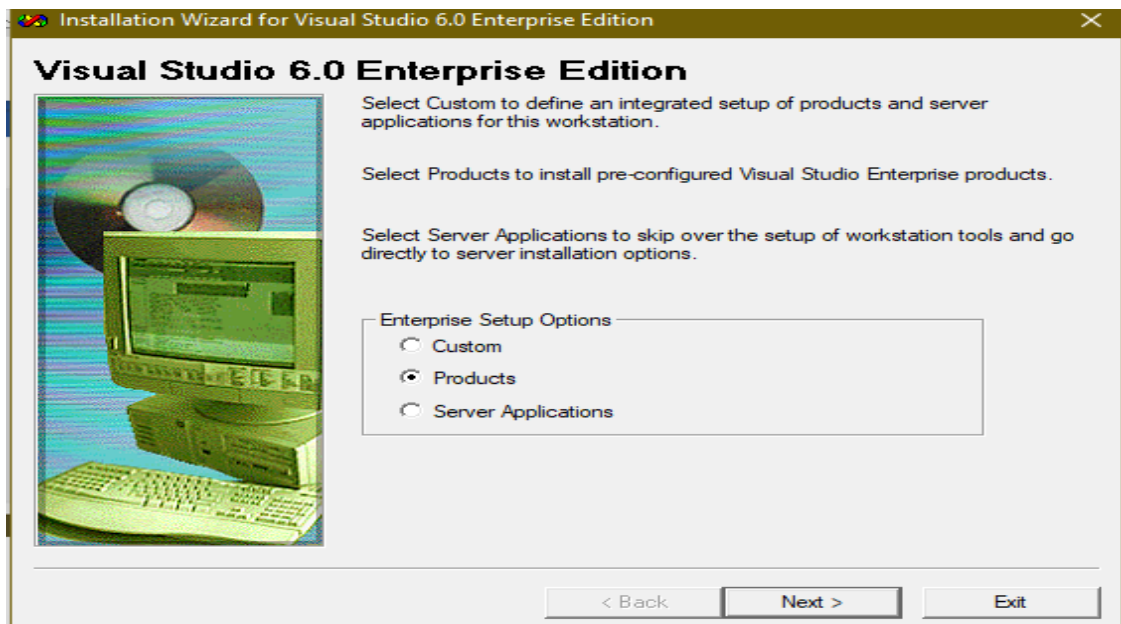 Installation Wizard for Visual Studio 6.0 Enterprise Edition
Visual Studio 6.0 Enterprise Edition
Select Custom to define an integrated setup of products and server
applications for this workstation.
Select Products to install pre-configured Visual Studio Enterprise products.
Select Server Applications to skip over the setup of workstation tools and go
directly to server installation options.
Enterprise Setup Options
Custom
Products
Server Applications
< Back
Next >
Exit